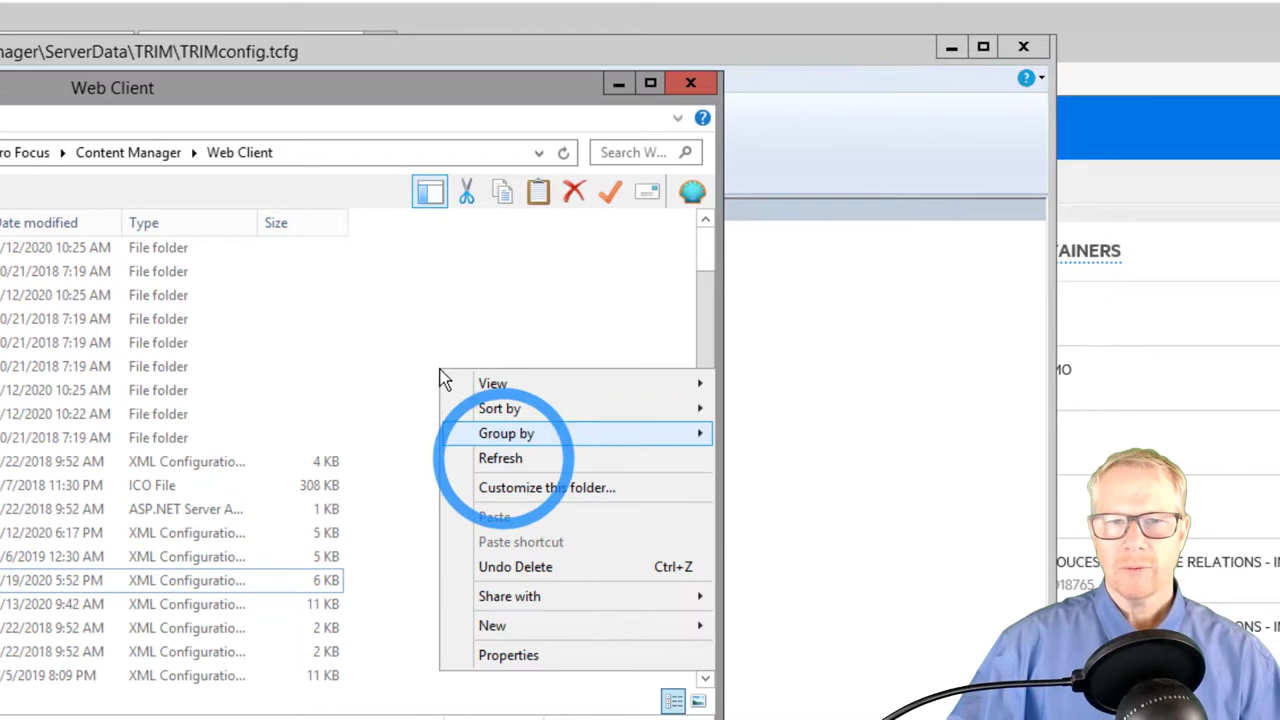 nager\ServerData\TRIM\TRIMconfig.tcfg
Web Client
ro Focus Content Manager Web Client Search W...
Date modified Type Size
/12/2020 10:25 AM File folder
0/21/2018 7:19 AM File folder
/12/2020 10:25 AM File folder
0/21/2018 7:19 AM File folder
0/21/2018 7:19 AM File folder
0/21/2018 7:19 AM File folder
/12/2020 10:25 AM File folder
/12/2020 10:22 AM File folder
0/21/2018 7:19 AM File folder
/22/2018 9:52 AM XML Configuratio... 4 KB
/7/2018 11:30 PM ICO File 308 KB
/22/2018 9:52 AM ASP.NET Server A... 1 KB
/12/2020 6:17 PM XML Configuratio... 5 KB
/6/2019 12:30 AM XML Configuratio... 5 KB
/19/2020 5:52 PM XML Configuratio... 6 KB
/13/2020 9:42 AM XML Configuratio... 11 KB
/22/2018 9:52 AM XML Configuratio... 2 KB
/22/2018 9:52 AM XML Configuratio... 2 KB
/5/2019 8:09 PM XML Configuratio... 11 KB
View
Sort by
Group by
Refresh
Customize this folder...
Paste
Paste shortcut
Undo Delete Ctrl+Z
Share with
New
Properties
AINERS
MO
OUCES
E RELATIONS - IN
018765
ONS - IN